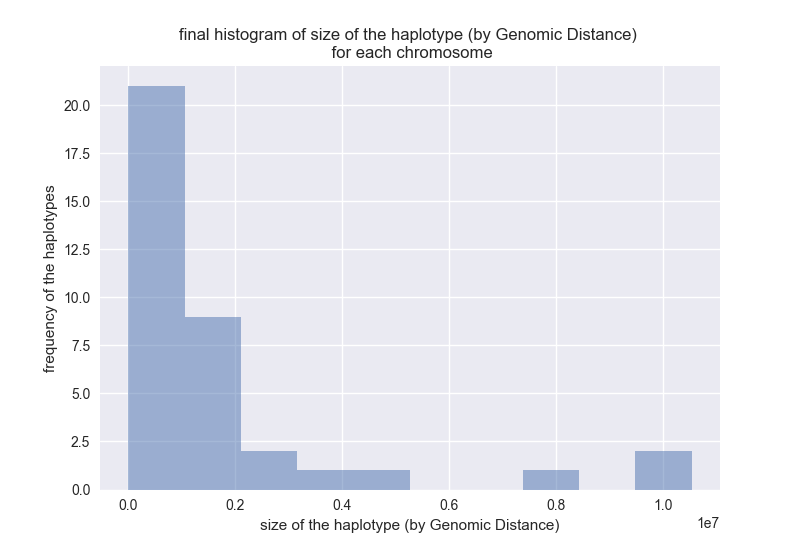 final histogram of size of the haplotype (by Genomic Distance)
for each chromosome
frequency of the haplotypes
20.0
17.5
15.0
12.5
10.0
7.5
5.0
2.5
0.0
0.0 0.2 0.4 0.6 0.8 1.0
1e7
size of the haplotype (by Genomic Distance)